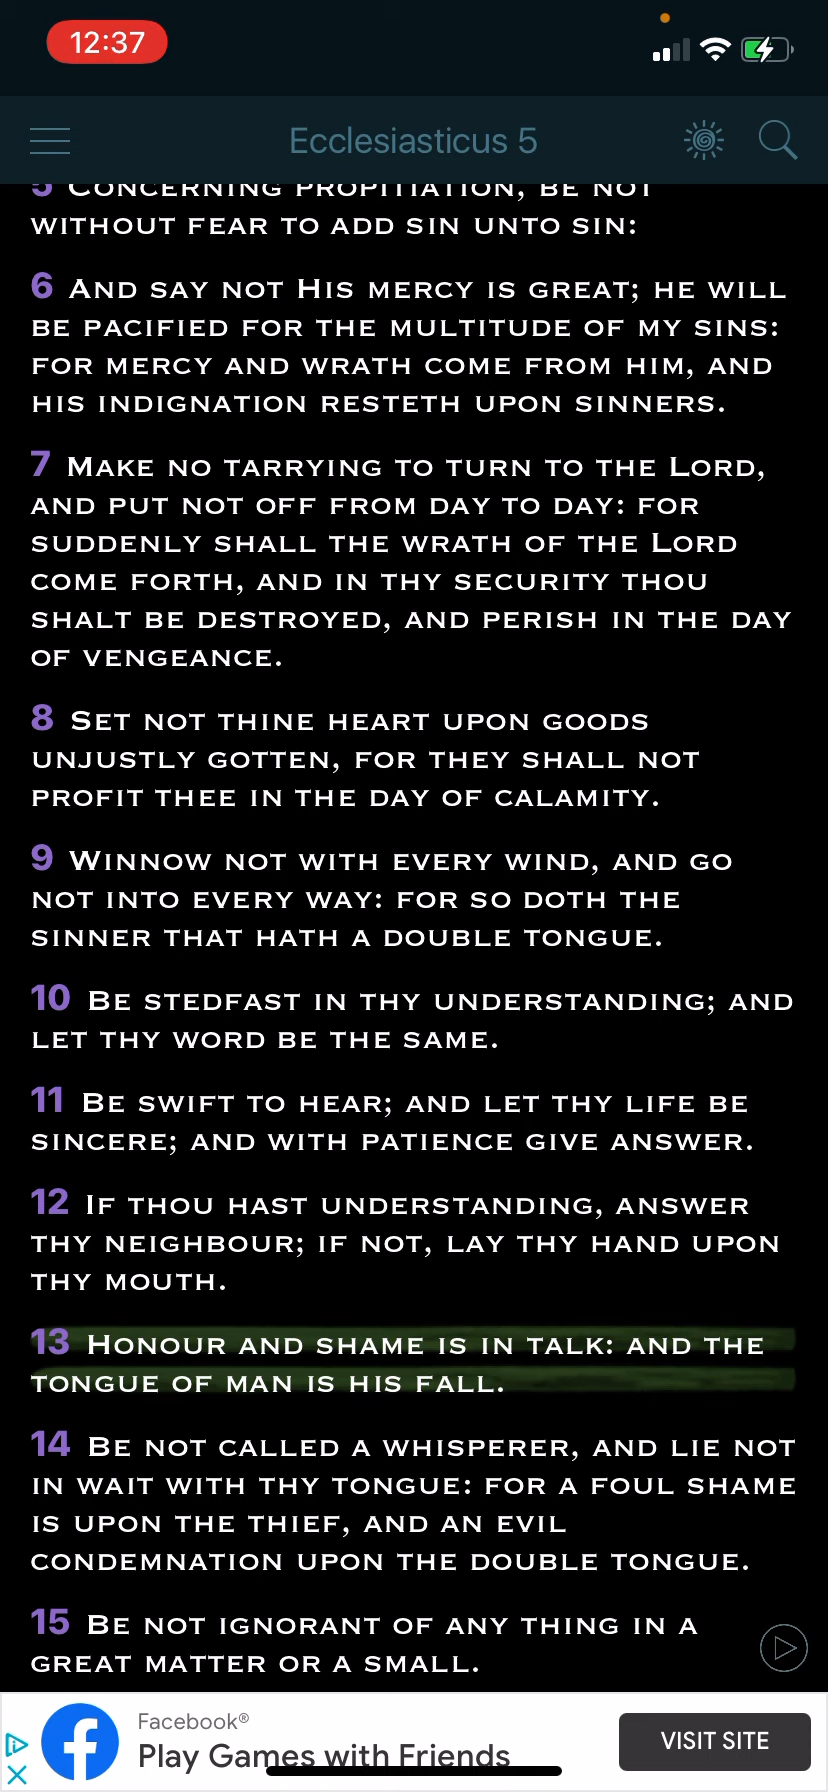 12:37
Ecclesiasticus 5
5 Concerning propitiation, be not
without fear to add sin unto sin:
6 And say not His mercy is great; he will
be pacified for the multitude of my sins:
for mercy and wrath come from him, and
his indignation resteth upon sinners.
7 Make no tarrying to turn to the Lord,
and put not off from day to day: for
suddenly shall the wrath of the Lord
come forth, and in thy security thou
shalt be destroyed, and perish in the day
of vengeance.
8 Set not thine heart upon goods
unjustly gotten, for they shall not
profit thee in the day of calamity.
9 Winnow not with every wind, and go
not into every way: for so doth the
sinner that hath a double tongue.
10 Be stedfast in thy understanding; and
let thy word be the same.
11 Be swift to hear; and let thy life be
sincere; and with patience give answer.
12 If thou hast understanding, answer
thy neighbour; if not, lay thy hand upon
thy mouth.
13 Honour and shame is in talk: and the
tongue of man is his fall.
14 Be not called a whisperer, and lie not
in wait with thy tongue: for a foul shame
is upon the thief, and an evil
condemnation upon the double tongue.
15 Be not ignorant of any thing in a
great matter or a small.
Facebook®
Play Games with Friends
VISIT SITE